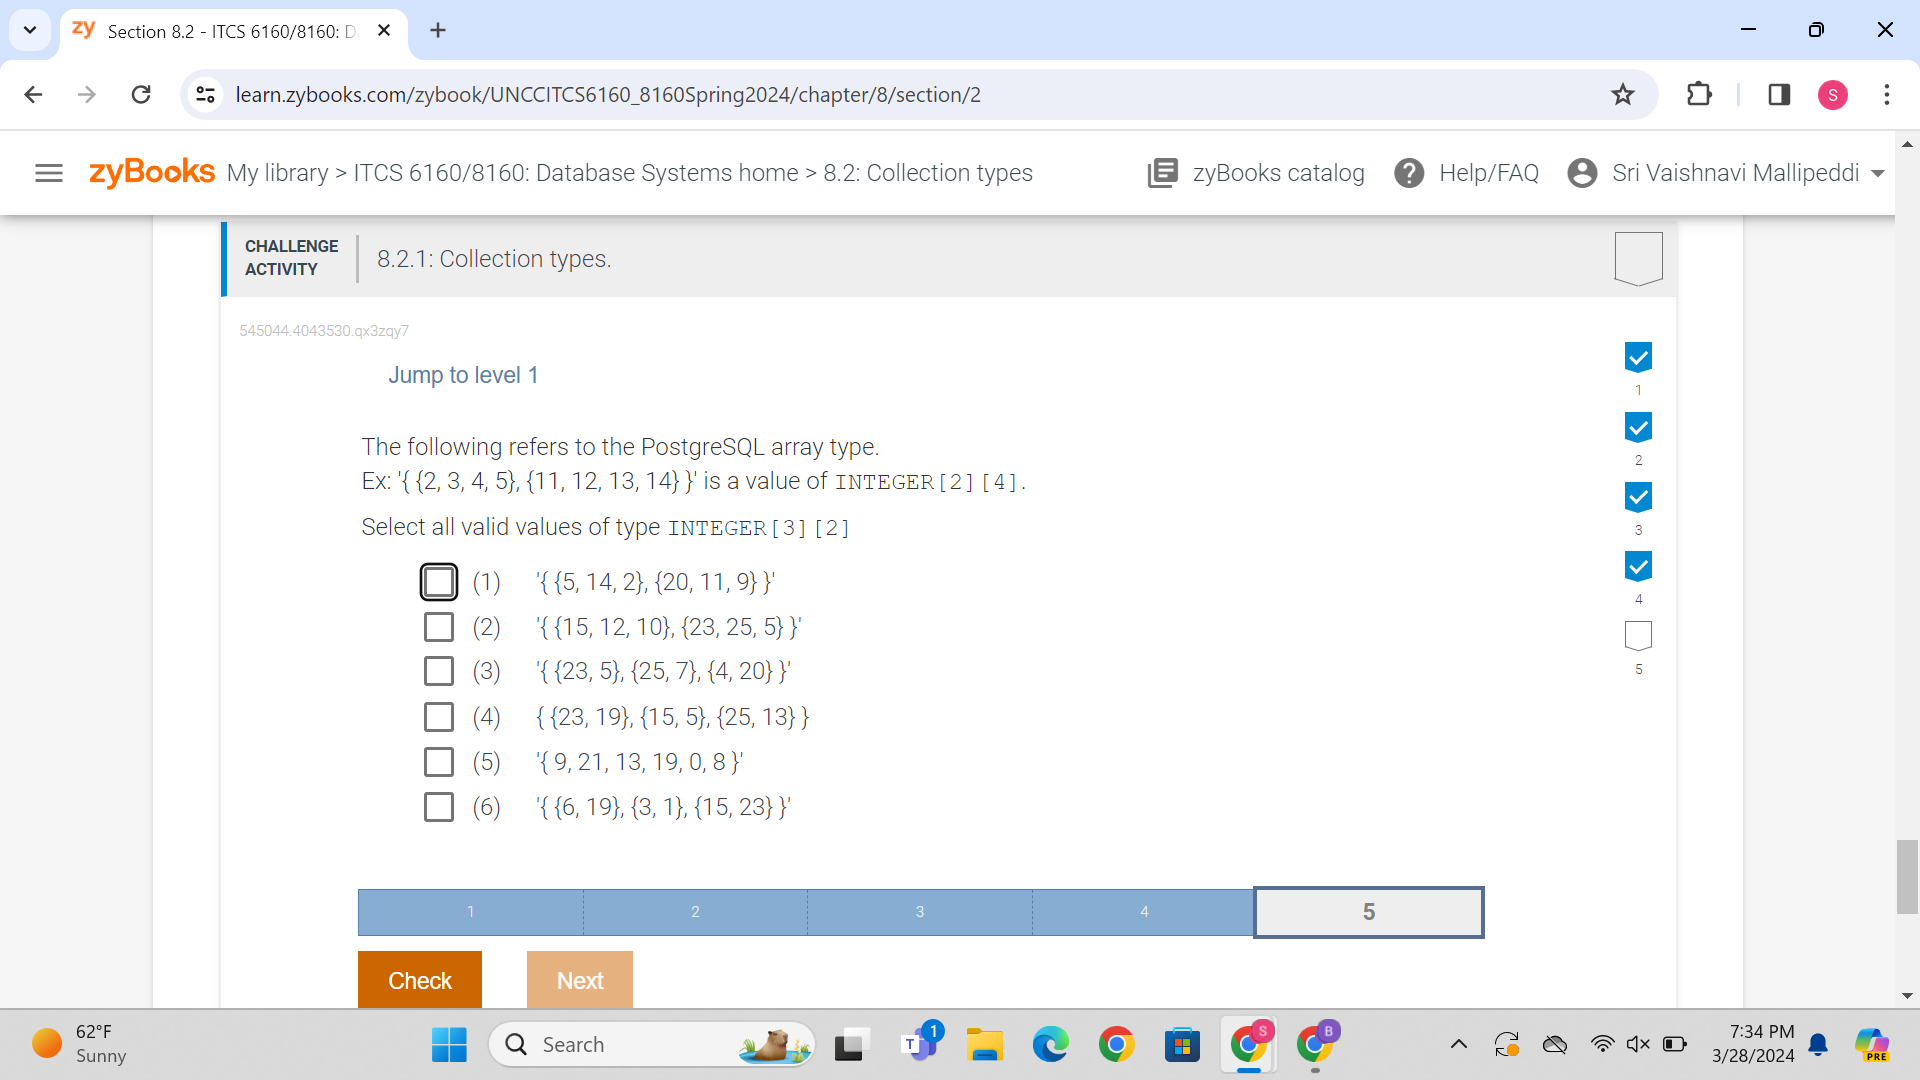 zy Section 8.2 - ITCS 6160/8160: D
learn.zybooks.com/zybook/UNCCITCS6160_8160Spring2024/chapter/8/section/2
S
zyBooks My library > ITCS 6160/8160: Database Systems home > 8.2: Collection types
zyBooks catalog
? Help/FAQ
Sri Vaishnavi Mallipeddi
CHALLENGE ACTIVITY
8.2.1: Collection types.
545044.4043530.qx3zqy7
Jump to level 1
1
2
3
4
5
The following refers to the PostgreSQL array type.
Ex: '{ {2, 3, 4, 5}, {11, 12, 13, 14} }' is a value of INTEGER[2][4].
Select all valid values of type INTEGER[3][2]
(1) '{ {5, 14, 2}, {20, 11, 9} }'
(2) '{ {15, 12, 10}, {23, 25, 5} }'
(3) '{ {23, 5}, {25, 7}, {4, 20} }'
(4) { {23, 19}, {15, 5}, {25, 13} }
(5) '{ 9, 21, 13, 19, 0, 8 }'
(6) '{ {6, 19}, {3, 1}, {15, 23} }'
1 2 3 4 5
Check Next
62°F
Sunny
Search
T 1
S
B
7:34 PM
3/28/2024
PRE